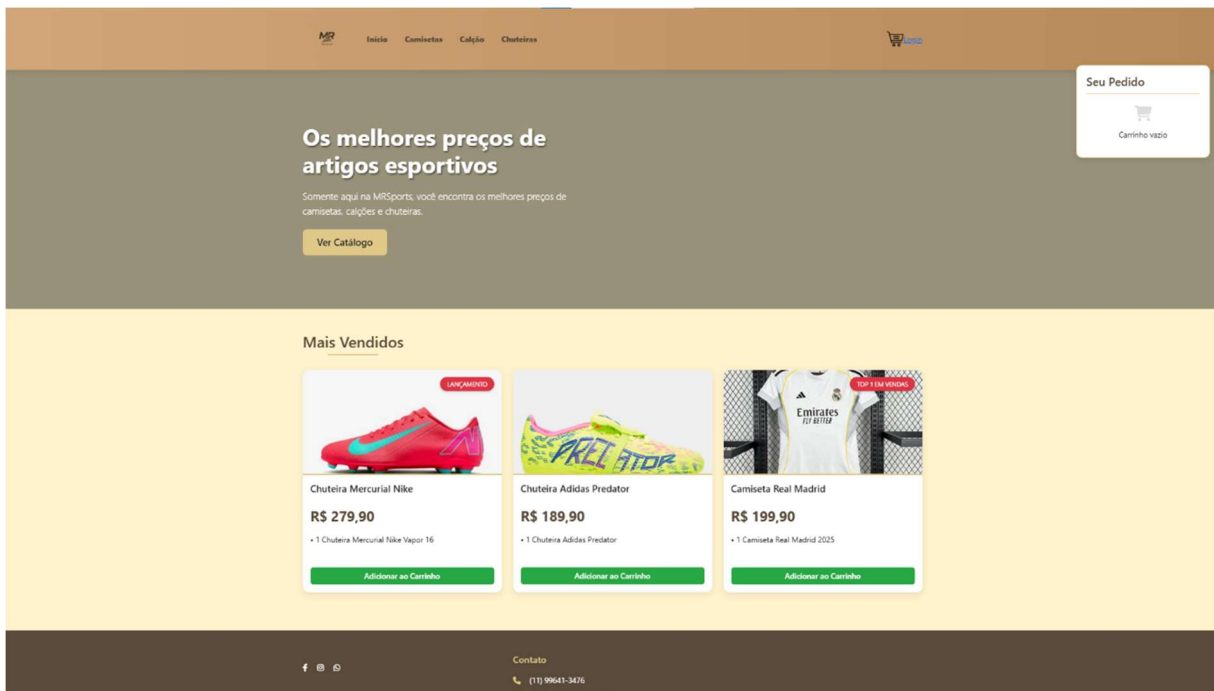 MR
Início Camisetas Calção Chuteiras
Login
Seu Pedido
Carrinho vazio
Os melhores preços de
artigos esportivos
Somente aqui na MRSports, você encontra os melhores preços de
camisetas, calções e chuteiras.
Ver Catálogo
Mais Vendidos
LANÇAMENTO
PREDATOR
TOP 1 EM VENDAS
Emirates
FLY BETTER
Chuteira Mercurial Nike
R$ 279,90
• 1 Chuteira Mercurial Nike Vapor 16
Adicionar ao Carrinho
Chuteira Adidas Predator
R$ 189,90
• 1 Chuteira Adidas Predator
Adicionar ao Carrinho
Camiseta Real Madrid
R$ 199,90
• 1 Camiseta Real Madrid 2025
Adicionar ao Carrinho
Contato
(11) 99641-3476